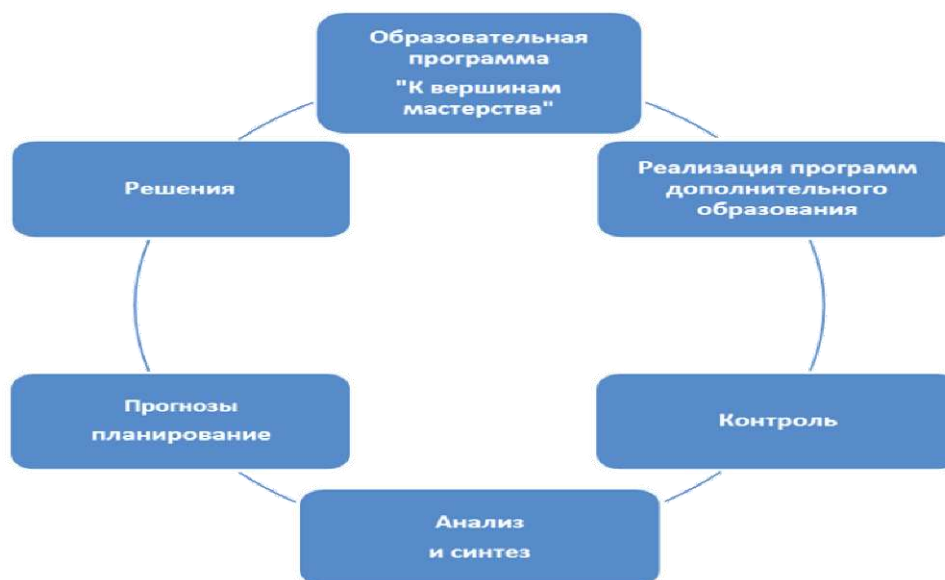 Образовательная
программа
"К вершинам
мастерства"
Реализация программ
дополнительного
образования
Контроль
Анализ
и синтез
Прогнозы
планирование
Решения